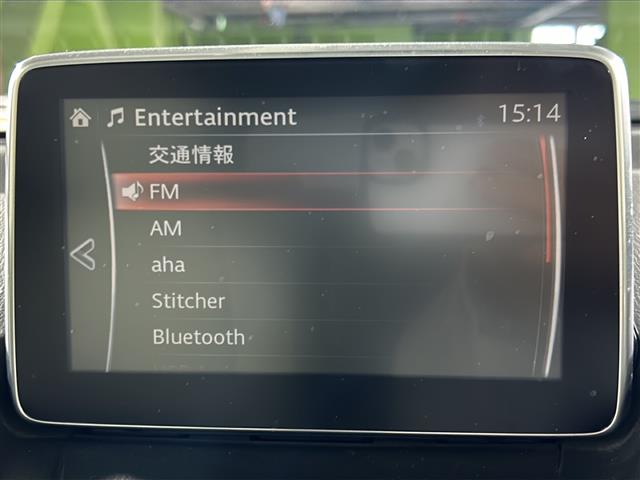 Entertainment 15:14
交通情報
FM
AM
aha
Stitcher
Bluetooth